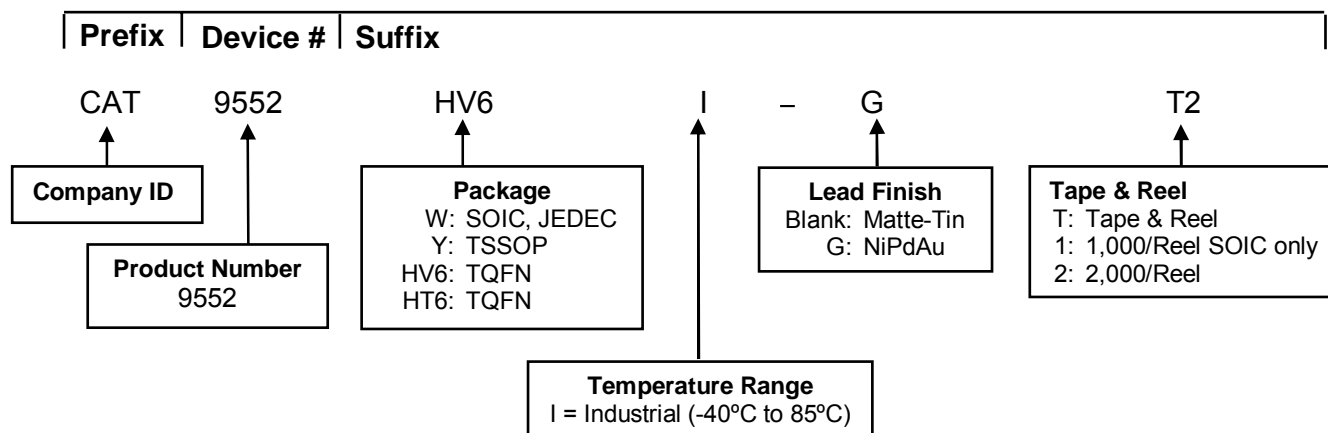 Prefix Device # Suffix
CAT 9552 HV6 I – G T2
Company ID
Product Number
9552
Package
W: SOIC, JEDEC
Y: TSSOP
HV6: TQFN
HT6: TQFN
Lead Finish
Blank: Matte-Tin
G: NiPdAu
Tape & Reel
T: Tape & Reel
1: 1,000/Reel SOIC only
2: 2,000/Reel
Temperature Range
I = Industrial (-40ºC to 85ºC)